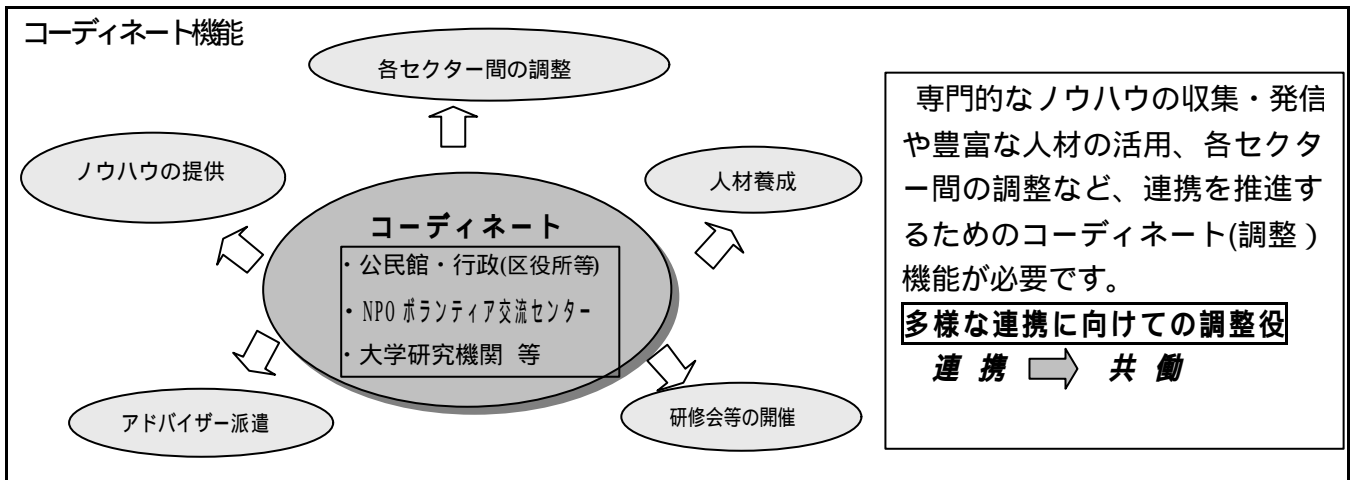 コーディネート機能
各セクター間の調整
ノウハウの提供
人材養成
コーディネート
・公民館・行政(区役所等)
・NPO ボランティア交流センター
・大学研究機関 等
アドバイザー派遣
研修会等の開催
専門的なノウハウの収集・発信
や豊富な人材の活用、各セクタ
ー間の調整など、連携を推進す
るためのコーディネート(調整）
機能が必要です。
多様な連携に向けての調整役
連 携 ⇨ 共 働